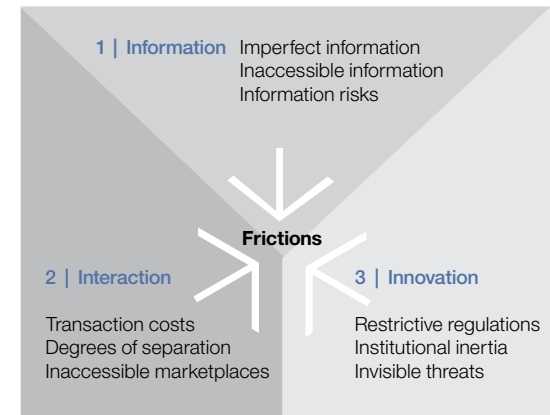 1 | Information Imperfect information
Inaccessible information
Information risks
Frictions
2 | Interaction
Transaction costs
Degrees of separation
Inaccessible marketplaces
3 | Innovation
Restrictive regulations
Institutional inertia
Invisible threats